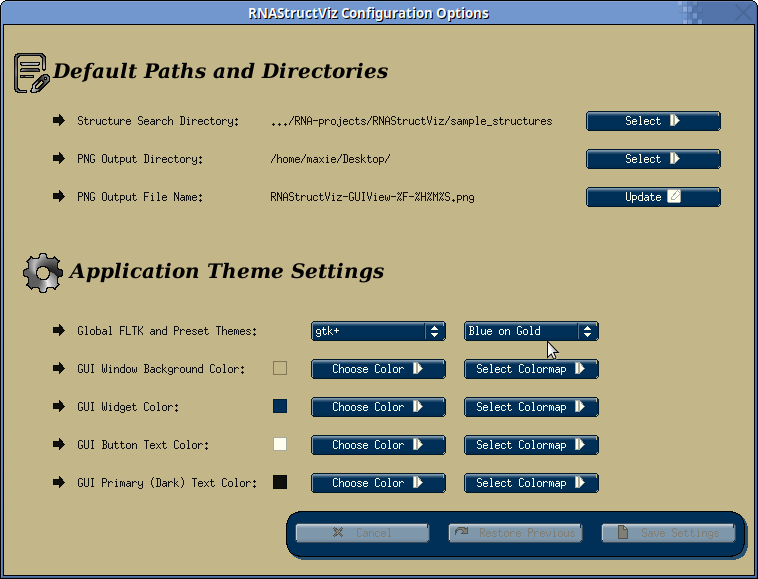 RNAStructViz Configuration Options
Default Paths and Directories
Structure Search Directory: .../RNA-projects/RNAStructViz/sample_structures Select
PNG Output Directory: /home/maxie/Desktop/ Select
PNG Output File Name: RNAStructViz-GUIView-%F-%H%M%S.png Update
Application Theme Settings
Global FLTK and Preset Themes: gtk+ Blue on Gold
GUI Window Background Color: Choose Color Select Colormap
GUI Widget Color: Choose Color Select Colormap
GUI Button Text Color: Choose Color Select Colormap
GUI Primary (Dark) Text Color: Choose Color Select Colormap
Cancel Restore Previous Save Settings